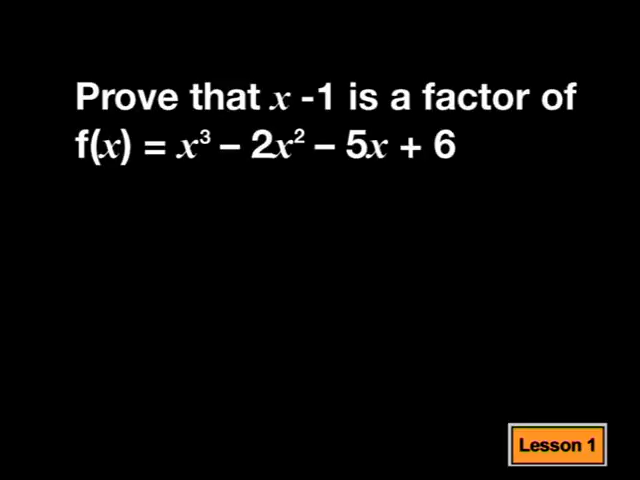 Prove that x -1 is a factor of
f(x) = x³ – 2x² – 5x + 6
Lesson 1